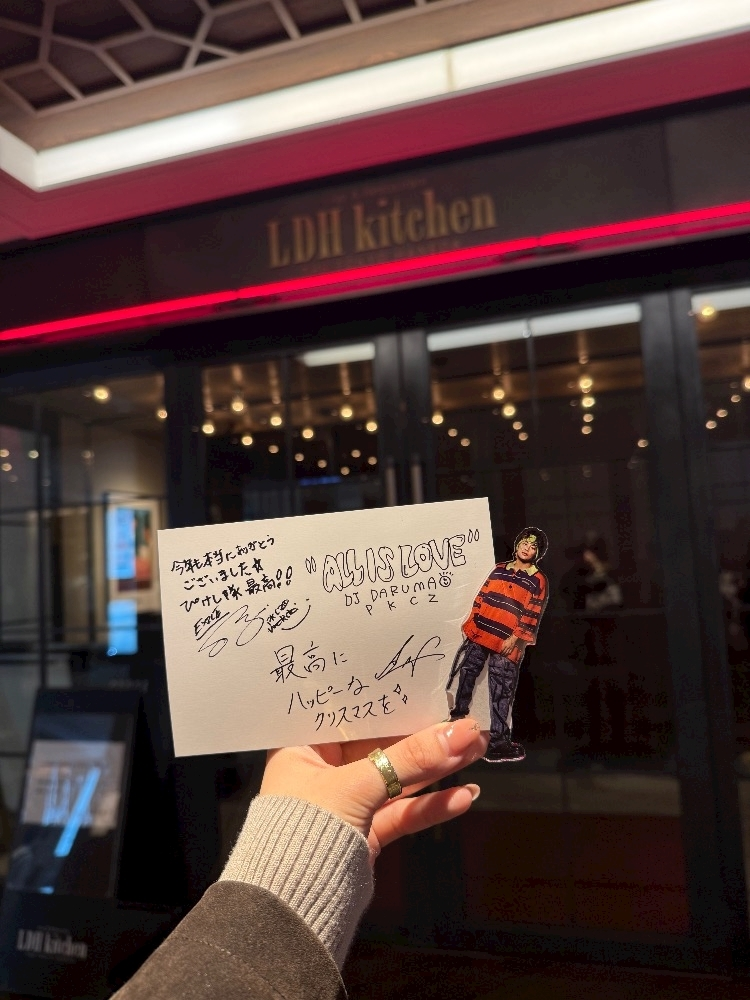 LDH kitchen
今年も本当にありがとう
ございました☆
ぴけし隊最高!!
EXILE
"ALL IS LOVE"
DJ DARUMA
PKCZ
最高に
ハッピーな
クリスマスを
LDH kitchen